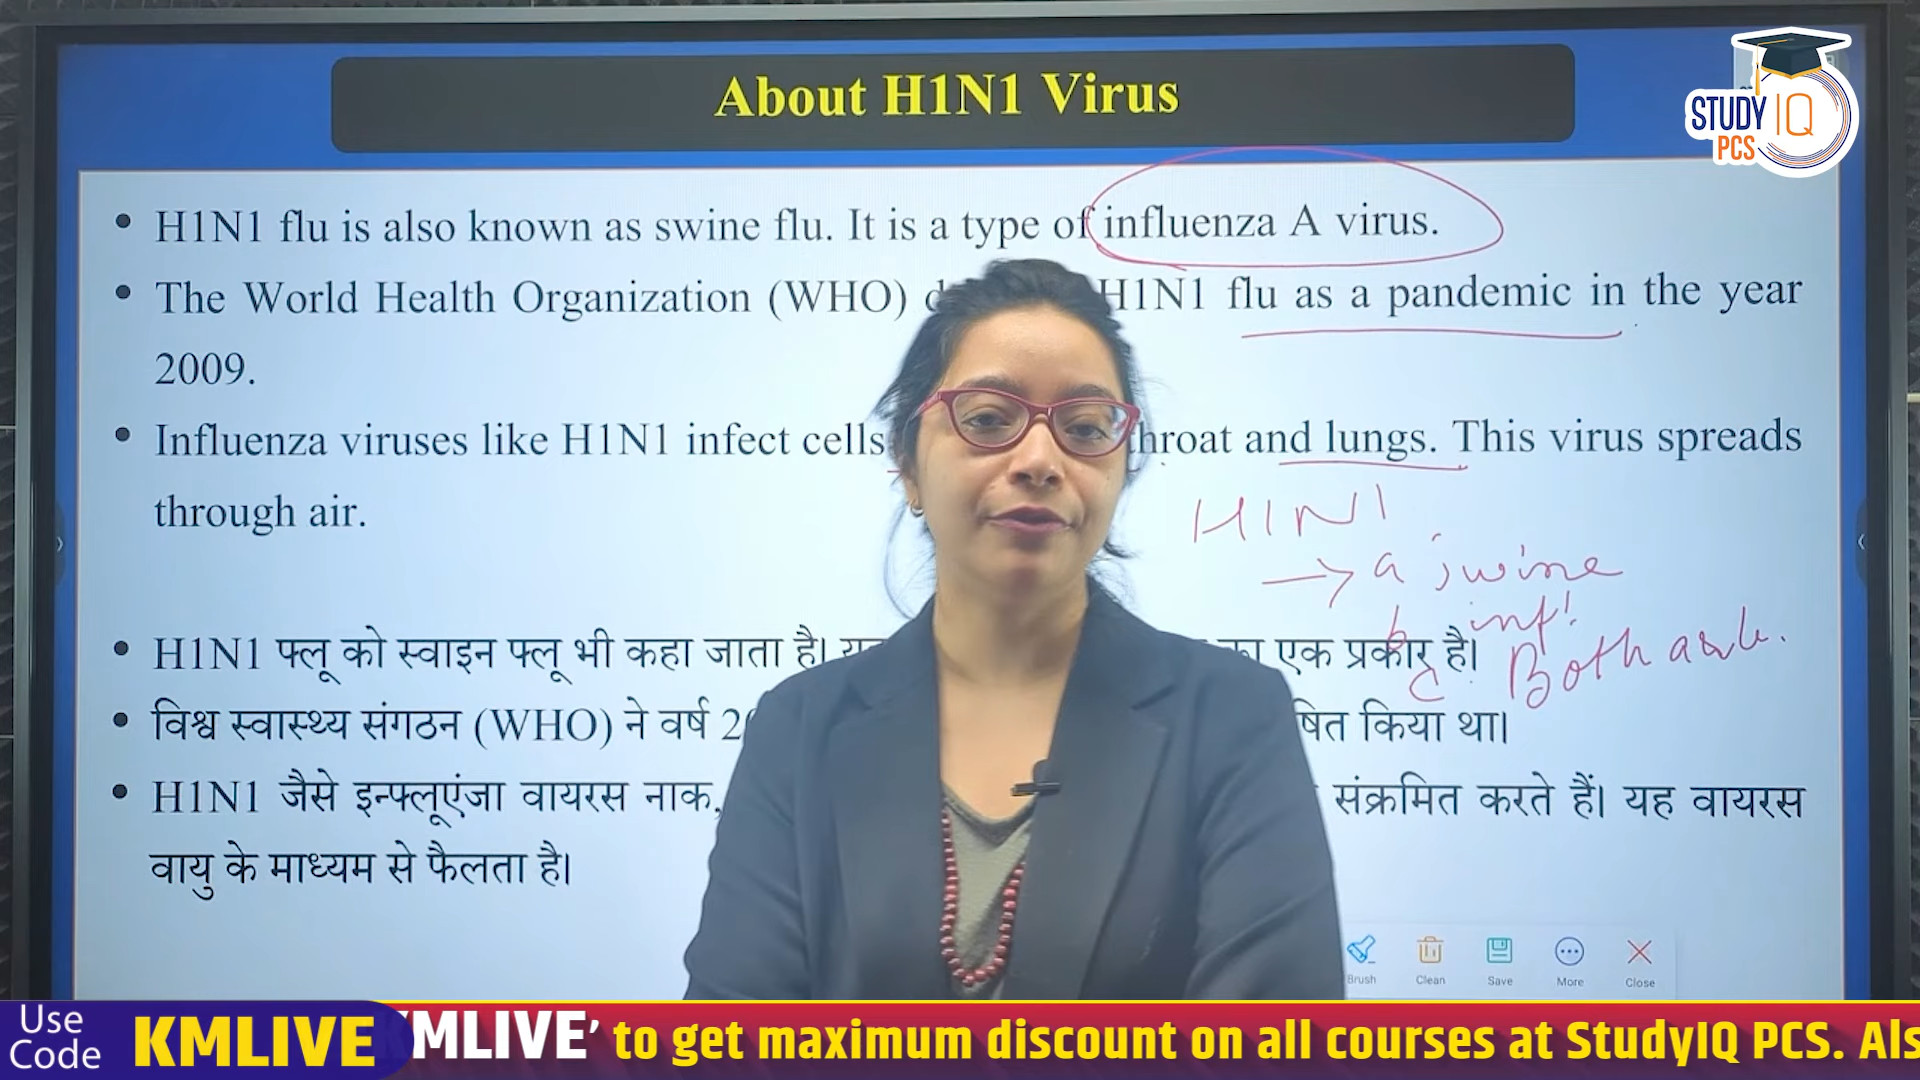 About H1N1 Virus
STUDY IQ
PCS
• H1N1 flu is also known as swine flu. It is a type of influenza A virus.
• The World Health Organization (WHO) H1N1 flu as a pandemic in the year
2009.
• Influenza viruses like H1N1 infect cells and lungs. This virus spreads
through air.
H1N1
→ a swine
b inf!
c Both a & b.
• H1N1 फ्लू को स्वाइन फ्लू भी कहा जाता है। का एक प्रकार है।
• विश्व स्वास्थ्य संगठन (WHO) ने वर्ष किया था।
• H1N1 जैसे इन्फ्लूएंजा वायरस नाक, संक्रमित करते हैं। यह वायरस
वायु के माध्यम से फैलता है।
Brush Clean Save More Close
Use
Code
KMLIVE
MLIVE’ to get maximum discount on all courses at StudyIQ PCS. Als